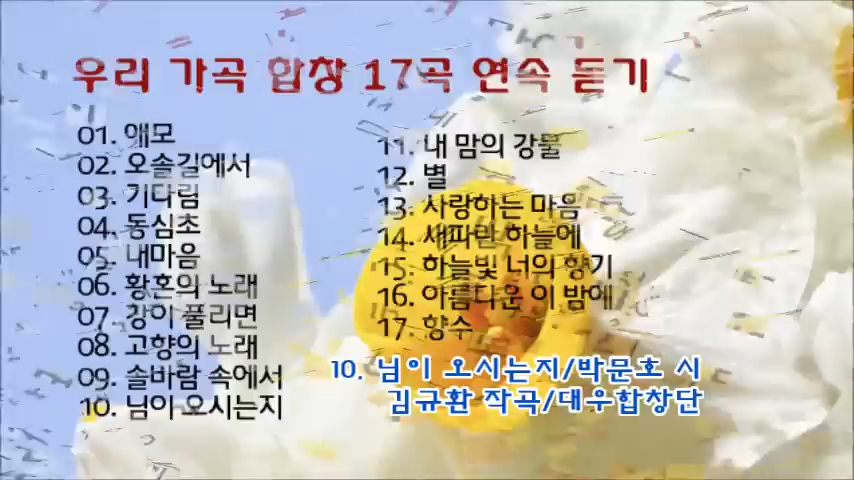 우리 가곡 합창 17곡 연속 듣기
01. 애모
02. 오솔길에서
03. 기다림
04. 동심초
05. 내마음
06. 황혼의 노래
07. 강이 풀리면
08. 고향의 노래
09. 솔바람 속에서
10. 님이 오시는지
11. 내 맘의 강물
12. 별
13. 사랑하는 마음
14. 새파란 하늘에
15. 하늘빛 너의 향기
16. 아름다운 이 밤에
17. 향수
10. 님이 오시는지/박문호 시
김규환 작곡/대우합창단